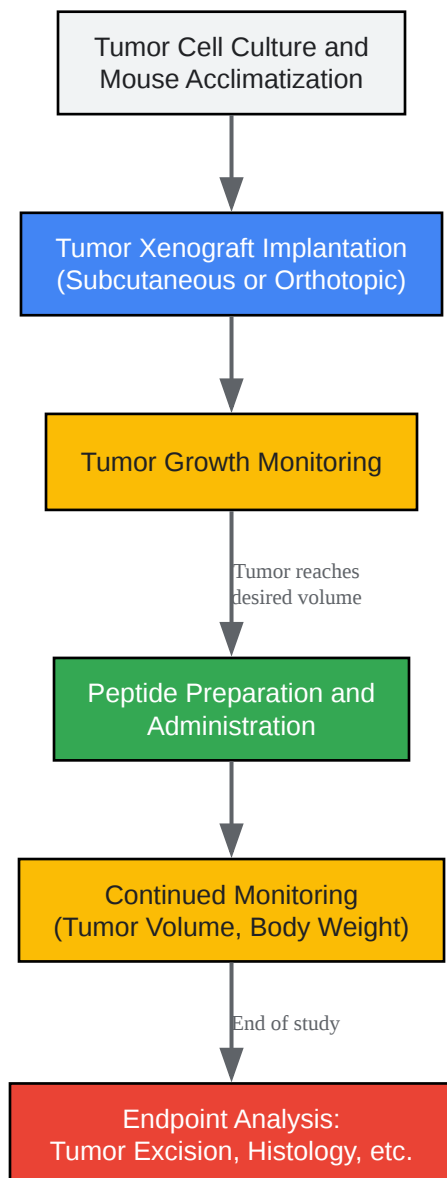 Tumor Cell Culture and
Mouse Acclimatization
Tumor Xenograft Implantation
(Subcutaneous or Orthotopic)
Tumor Growth Monitoring
Tumor reaches
desired volume
Peptide Preparation and
Administration
Continued Monitoring
(Tumor Volume, Body Weight)
End of study
Endpoint Analysis:
Tumor Excision, Histology, etc.